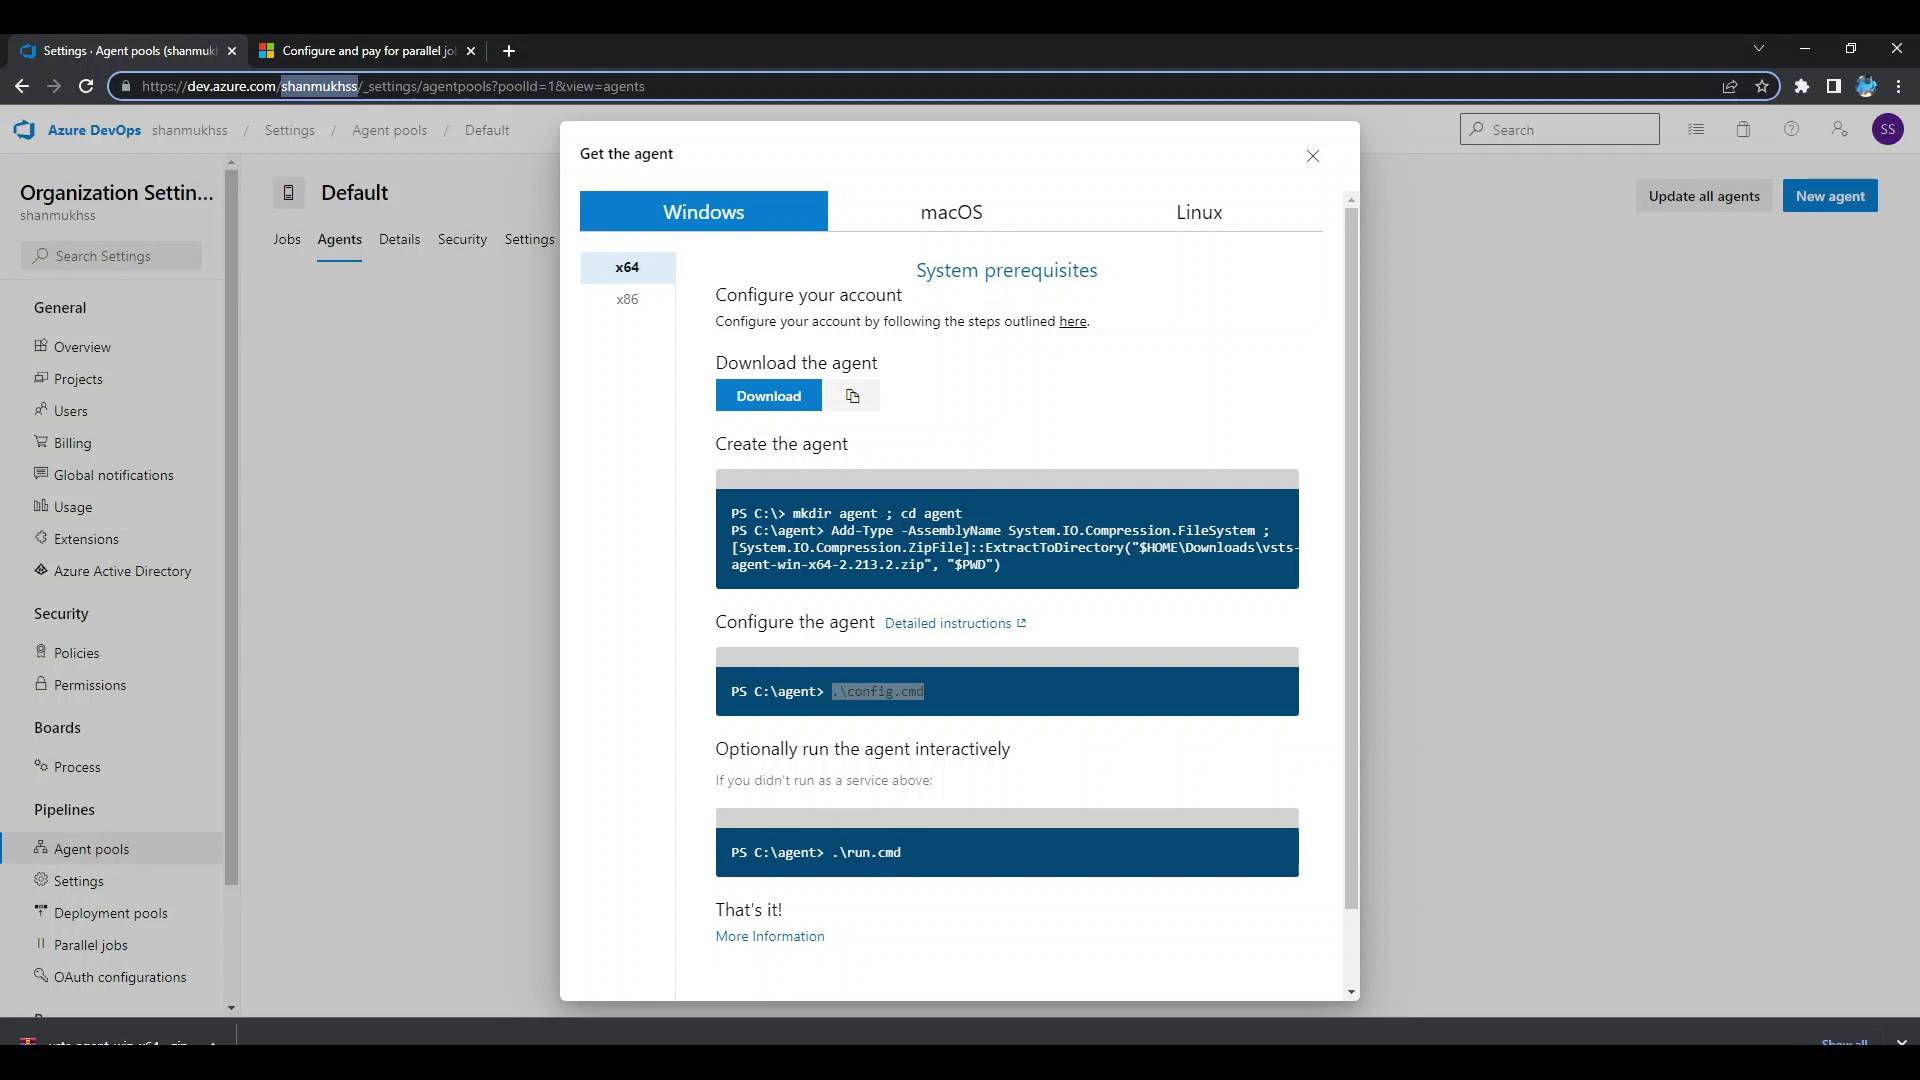 Settings · Agent pools (shanmukh
Configure and pay for parallel jo
https://dev.azure.com/shanmukhss/_settings/agentpools?poolId=1&view=agents
Azure DevOps shanmukhss / Settings / Agent pools / Default
Search
SS
Organization Settin...
shanmukhss
Search Settings
General
Overview
Projects
Users
Billing
Global notifications
Usage
Extensions
Azure Active Directory
Security
Policies
Permissions
Boards
Process
Pipelines
Agent pools
Settings
Deployment pools
Parallel jobs
OAuth configurations
Default
Jobs Agents Details Security Settings
Update all agents
New agent
Get the agent
Windows macOS Linux
x64
x86
System prerequisites
Configure your account
Configure your account by following the steps outlined here.
Download the agent
Download
Create the agent
PS C:\> mkdir agent ; cd agent
PS C:\agent> Add-Type -AssemblyName System.IO.Compression.FileSystem ;
[System.IO.Compression.ZipFile]::ExtractToDirectory("$HOME\Downloads\vsts-
agent-win-x64-2.213.2.zip", "$PWD")
Configure the agent Detailed instructions
PS C:\agent> .\config.cmd
Optionally run the agent interactively
If you didn't run as a service above:
PS C:\agent> .\run.cmd
That's it!
More Information
Show all